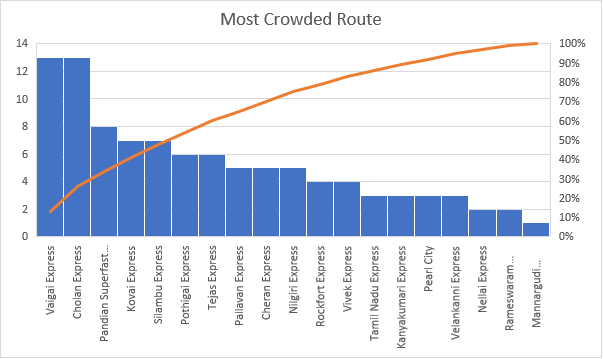 Most Crowded Route
14
12
10
8
6
4
2
0
100%
90%
80%
70%
60%
50%
40%
30%
20%
10%
0%
Vaigai Express
Cholan Express
Pandian Superfast...
Kovai Express
Silambu Express
Pothigai Express
Tejas Express
Pallavan Express
Cheran Express
Nilgiri Express
Rockfort Express
Vivek Express
Tamil Nadu Express
Kanyakumari Express
Pearl City
Velankanni Express
Nellai Express
Rameswaram...
Mannargudi...